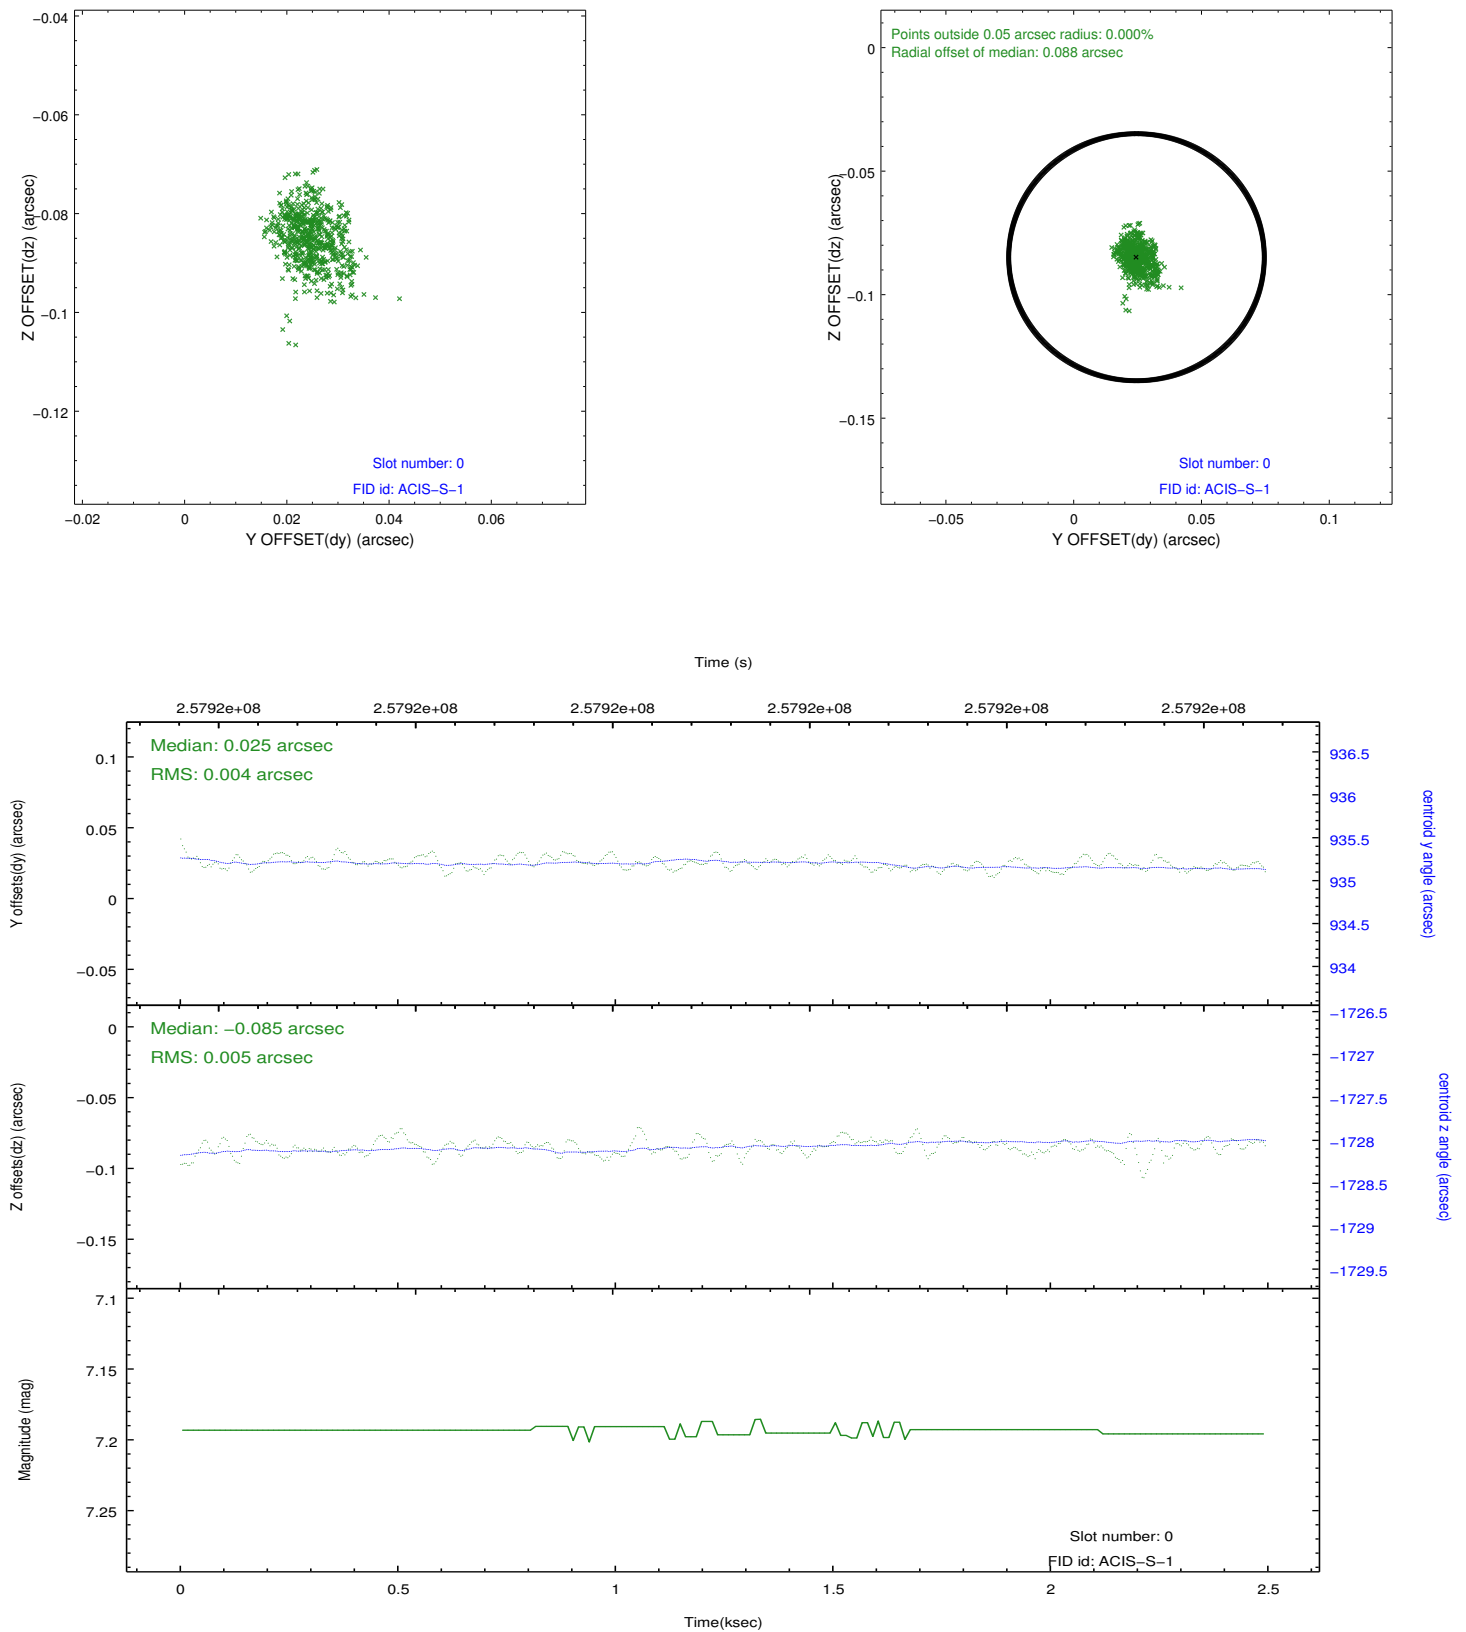 −0.04
−0.06
−0.08
−0.1
−0.12
Z OFFSET(dz) (arcsec)
Slot number: 0
FID id: ACIS−S−1
−0.02
0
0.02
0.04
0.06
Y OFFSET(dy) (arcsec)
Points outside 0.05 arcsec radius: 0.000%
Radial offset of median: 0.088 arcsec
0
−0.05
−0.1
−0.15
Z OFFSET(dz) (arcsec)
Slot number: 0
FID id: ACIS−S−1
−0.05
0
0.05
0.1
Y OFFSET(dy) (arcsec)
Time (s)
2.5792e+08
2.5792e+08
2.5792e+08
2.5792e+08
2.5792e+08
2.5792e+08
Median: 0.025 arcsec
RMS: 0.004 arcsec
0.1
0.05
0
−0.05
Y offsets(dy) (arcsec)
936.5
936
935.5
935
934.5
934
centroid y angle (arcsec)
Median: −0.085 arcsec
RMS: 0.005 arcsec
0
−0.05
−0.1
−0.15
Z offsets(dz) (arcsec)
−1726.5
−1727
−1727.5
−1728
−1728.5
−1729
−1729.5
centroid z angle (arcsec)
7.1
7.15
7.2
7.25
Magnitude (mag)
Slot number: 0
FID id: ACIS−S−1
0
0.5
1
1.5
2
2.5
Time(ksec)